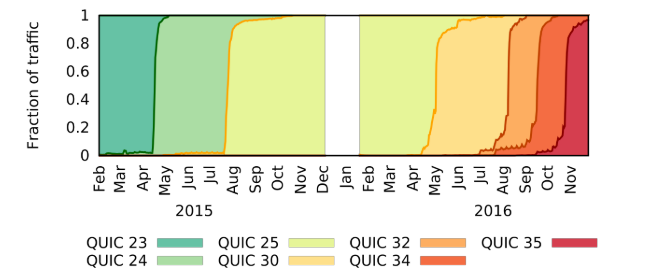 Fraction of traffic
1
0.8
0.6
0.4
0.2
0
Feb Mar Apr May Jun Jul Aug Sep Oct Nov Dec Jan Feb Mar Apr May Jun Jul Aug Sep Oct Nov
2015 2016
QUIC 23 QUIC 25 QUIC 32 QUIC 35
QUIC 24 QUIC 30 QUIC 34